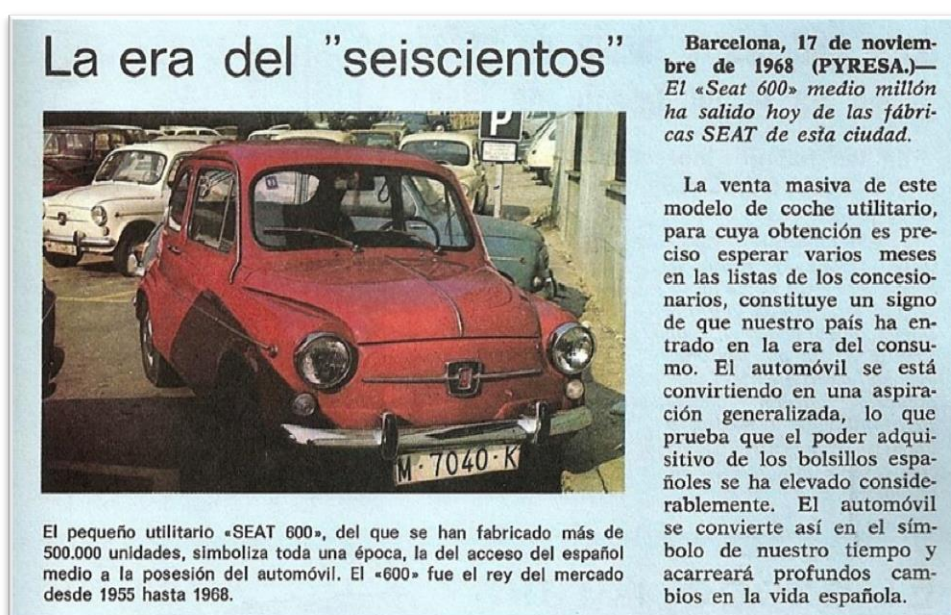 La era del "seiscientos"
P
M-7040-K
El pequeño utilitario «SEAT 600», del que se han fabricado más de
500.000 unidades, simboliza toda una época, la del acceso del español
medio a la posesión del automóvil. El «600» fue el rey del mercado
desde 1955 hasta 1968.
Barcelona, 17 de noviem-
bre de 1968 (PYRESA.)—
El «Seat 600» medio millón
ha salido hoy de las fábri-
cas SEAT de esta ciudad.
La venta masiva de este
modelo de coche utilitario,
para cuya obtención es pre-
ciso esperar varios meses
en las listas de los concesio-
narios, constituye un signo
de que nuestro país ha en-
trado en la era del consu-
mo. El automóvil se está
convirtiendo en una aspira-
ción generalizada, lo que
prueba que el poder adqui-
sitivo de los bolsillos espa-
ñoles se ha elevado conside-
rablemente. El automóvil
se convierte así en el sím-
bolo de nuestro tiempo y
acarreará profundos cam-
bios en la vida española.